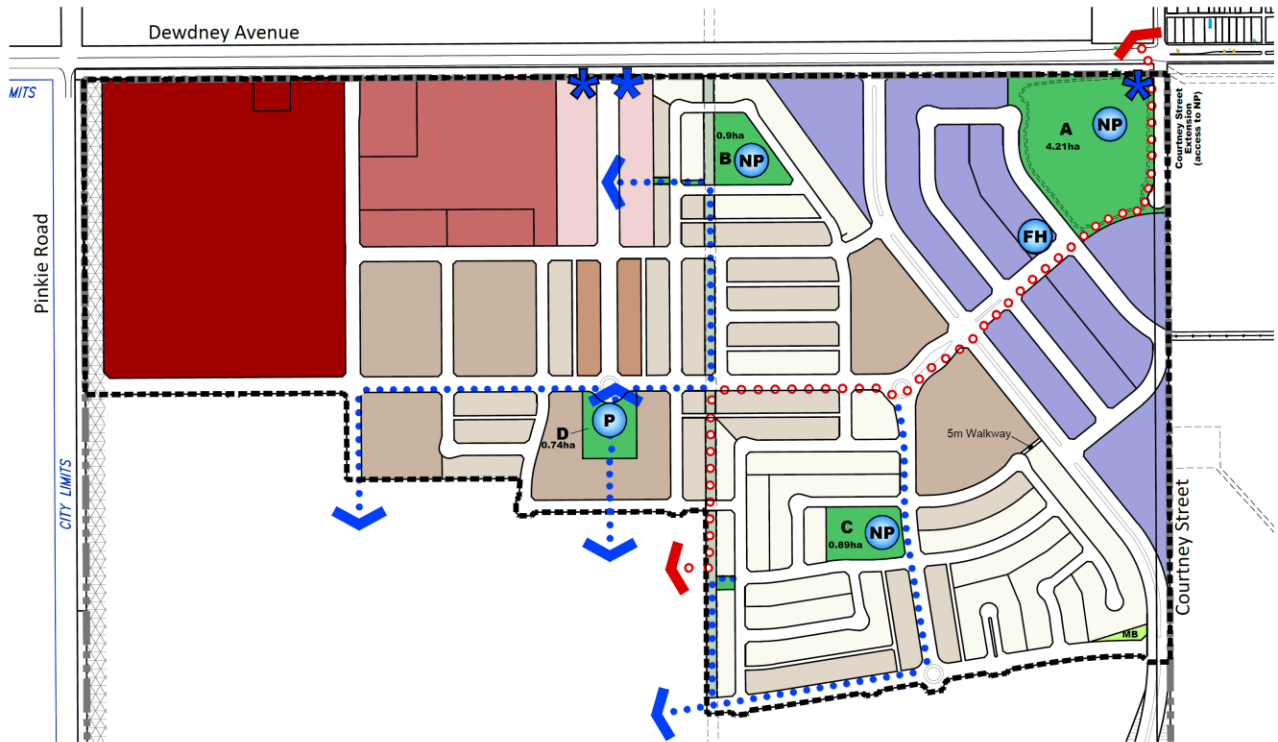 Dewdney Avenue
MITS
A
NP
4.21ha
Courtney Street
Extension
(access to NP)
0.9ha
B
NP
Pinkie Road
FH
P
D
0.74ha
5m Walkway
CITY LIMITS
C
NP
0.89ha
Courtney Street
MB